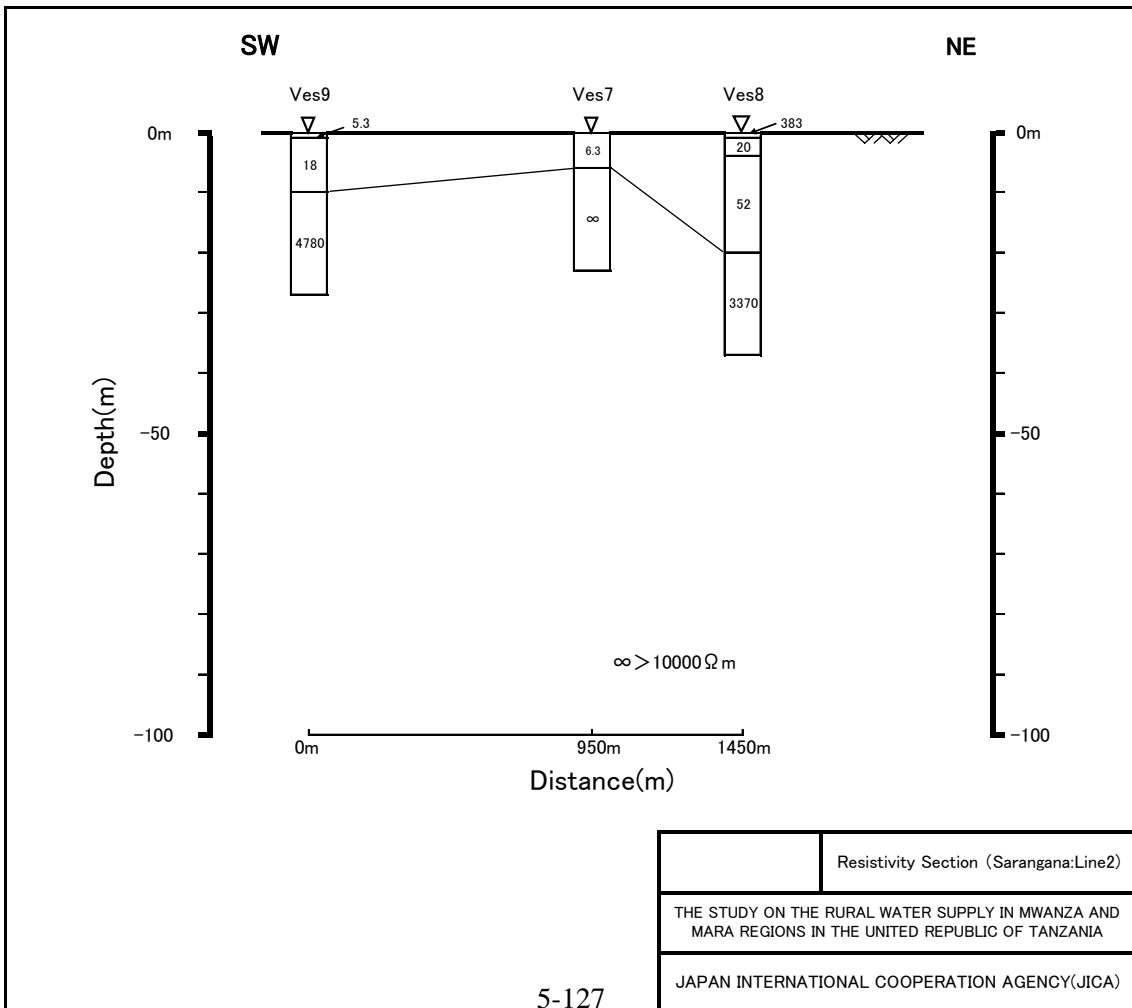 SW NE
Ves9 Ves7 Ves8
5.3 383
0m 0m
18 6.3 20
∞ 52
4780
3370
Depth(m)
-50 -50
∞>10000Ωm
-100 -100
0m 950m 1450m
Distance(m)
Resistivity Section (Sarangana:Line2)
THE STUDY ON THE RURAL WATER SUPPLY IN MWANZA AND
MARA REGIONS IN THE UNITED REPUBLIC OF TANZANIA
JAPAN INTERNATIONAL COOPERATION AGENCY(JICA)
5-127